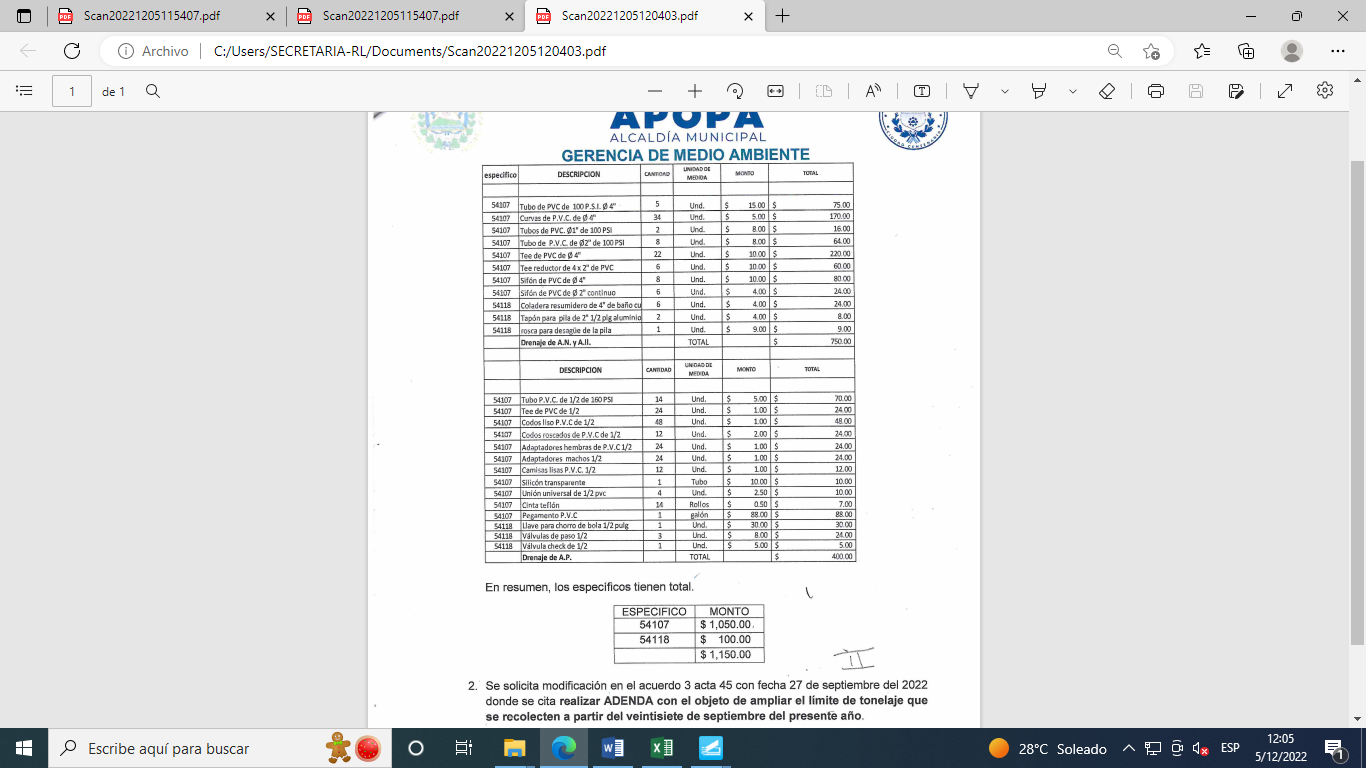 Scan20221205115407.pdf Scan20221205115407.pdf Scan20221205120403.pdf
Archivo C:/Users/SECRETARIA-RL/Documents/Scan20221205120403.pdf
1 de 1
APOPA
ALCALDÍA MUNICIPAL
GERENCIA DE MEDIO AMBIENTE
especifico DESCRIPCION CANTIDAD UNIDAD DE MEDIDA MONTO TOTAL
54107 Tubo de PVC de 100 P.S.I. Ø 4" 5 Und. $ 15.00 $ 75.00
54107 Curvas de P.V.C. de Ø 4" 34 Und. $ 5.00 $ 170.00
54107 Tubos de PVC. Ø1" de 100 PSI 2 Und. $ 8.00 $ 16.00
54107 Tubo de P.V.C. de Ø2" de 100 PSI 8 Und. $ 8.00 $ 64.00
54107 Tee de PVC de Ø 4" 22 Und. $ 10.00 $ 220.00
54107 Tee reductor de 4 x 2" de PVC 6 Und. $ 10.00 $ 60.00
54107 Sifón de PVC de Ø 4" 8 Und. $ 10.00 $ 80.00
54107 Sifón de PVC de Ø 2" continuo 6 Und. $ 4.00 $ 24.00
54118 Coladera resumidero de 4" de baño cu 6 Und. $ 4.00 $ 24.00
54118 Tapón para pila de 2" 1/2 plg aluminio 2 Und. $ 4.00 $ 8.00
54118 rosca para desagüe de la pila 1 Und. $ 9.00 $ 9.00
Drenaje de A.N. y A.ll. TOTAL $ 750.00
DESCRIPCION CANTIDAD UNIDAD DE MEDIDA MONTO TOTAL
54107 Tubo P.V.C. de 1/2 de 160 PSI 14 Und. $ 5.00 $ 70.00
54107 Tee de PVC de 1/2 24 Und. $ 1.00 $ 24.00
54107 Codos liso P.V.C de 1/2 48 Und. $ 1.00 $ 48.00
54107 Codos roscados de P.V.C de 1/2 12 Und. $ 2.00 $ 24.00
54107 Adaptadores hembras de P.V.C 1/2 24 Und. $ 1.00 $ 24.00
54107 Adaptadores machos 1/2 24 Und. $ 1.00 $ 24.00
54107 Camisas lisas P.V.C. 1/2 12 Und. $ 1.00 $ 12.00
54107 Silicón transparente 1 Tubo $ 10.00 $ 10.00
54107 Unión universal de 1/2 pvc 4 Und. $ 2.50 $ 10.00
54107 Cinta teflón 14 Rollos $ 0.50 $ 7.00
54107 Pegamento P.V.C 1 galón $ 88.00 $ 88.00
54118 Llave para chorro de bola 1/2 pulg 1 Und. $ 30.00 $ 30.00
54118 Válvulas de paso 1/2 3 Und. $ 8.00 $ 24.00
54118 Válvula check de 1/2 1 Und. $ 5.00 $ 5.00
Drenaje de A.P. TOTAL $ 400.00
En resumen, los específicos tienen total.
ESPECIFICO MONTO
54107 $ 1,050.00
54118 $ 100.00
$ 1,150.00
II
2. Se solicita modificación en el acuerdo 3 acta 45 con fecha 27 de septiembre del 2022
donde se cita realizar ADENDA con el objeto de ampliar el límite de tonelaje que
se recolecten a partir del veintisiete de septiembre del presente año.
Escribe aquí para buscar 28°C Soleado ESP 12:05
5/12/2022